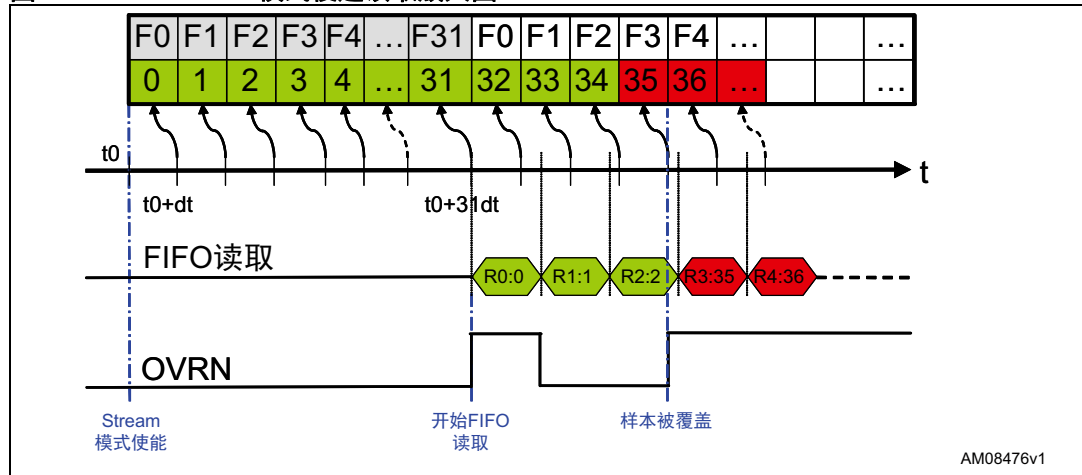 F0 F1 F2 F3 F4 ... F31 F0 F1 F2 F3 F4 ... ...
0 1 2 3 4 ... 31 32 33 34 35 36 ... ...
t0
t
t0+dt t0+31dt
FIFO读取
R0:0 R1:1 R2:2 R3:35 R4:36
OVRN
Stream
模式使能
开始FIFO
读取
样本被覆盖
AM08476v1